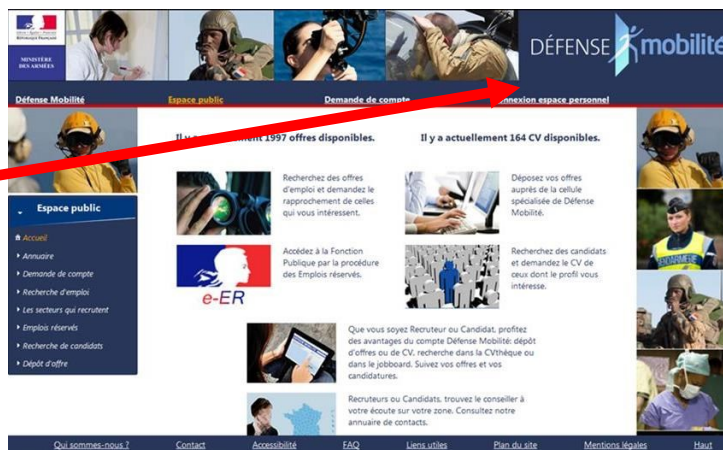 Liberté • Égalité • Fraternité
RÉPUBLIQUE FRANÇAISE
MINISTÈRE
DES ARMÉES
DÉFENSE mobilité
Défense Mobilité
Espace public
Demande de compte
connexion espace personnel
1997 offres disponibles.
Il y a actuellement 164 CV disponibles.
Recherchez des offres
d'emploi et demandez le
rapprochement de celles
qui vous intéressent.
Déposez vos offres
auprès de la cellule
spécialisée de Défense
Mobilité.
Espace public
Accueil
Annuaire
Demande de compte
Recherche d'emploi
Les secteurs qui recrutent
Emplois réservés
Recherche de candidats
Dépôt d'offre
e-ER
Accédez à la Fonction
Publique par la procédure
des Emplois réservés.
Recherchez des candidats
et demandez le CV de
ceux dont le profil vous
intéresse.
GENDARMERIE
Que vous soyez Recruteur ou Candidat, profitez
des avantages du compte Défense Mobilité: dépôt
d'offres ou de CV, recherche dans la CVthèque ou
dans le jobboard. Suivez vos offres et vos
candidatures.
Recruteurs ou Candidats, trouvez le conseiller à
votre écoute sur votre zone. Consultez notre
annuaire de contacts.
Qui sommes-nous ?
Contact
Accessibilité
FAQ
Liens utiles
Plan du site
Mentions légales
Haut